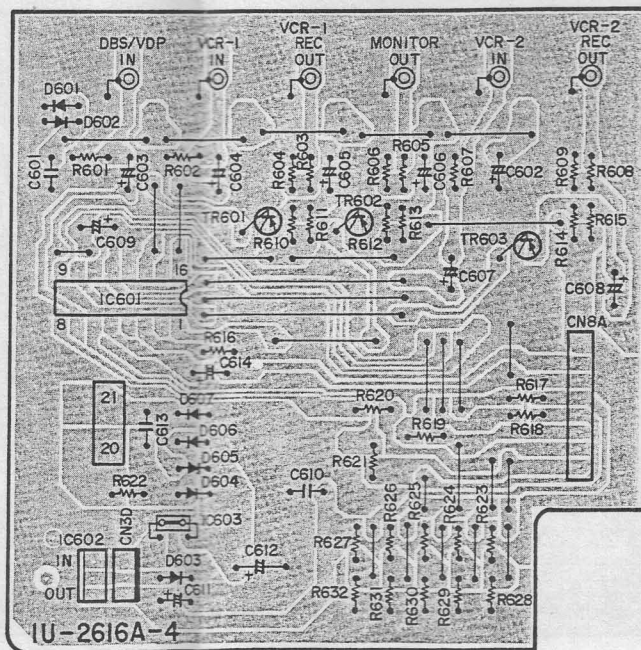 DBS/VDP IN
VCR-1 IN
VCR-1 REC OUT
MONITOR OUT
VCR-2 IN
VCR-2 REC OUT
D601
D602
C601
R601
C603
R602
C604
R604
R603
C605
R606
R605
C606
R607
C602
R609
R608
C609
TR601
R610
R611
TR602
R612
R613
TR603
R614
R615
9
16
IC601
8
1
C607
C608
CN8A
R616
C614
21
20
C613
D607
D606
D605
D604
R620
R619
R617
R618
R621
R622
C610
R626
R625
R624
R623
IC602
IN
OUT
CN3D
IC603
D603
C611
C612
R627
R632
R631
R630
R629
R628
1U-2616A-4